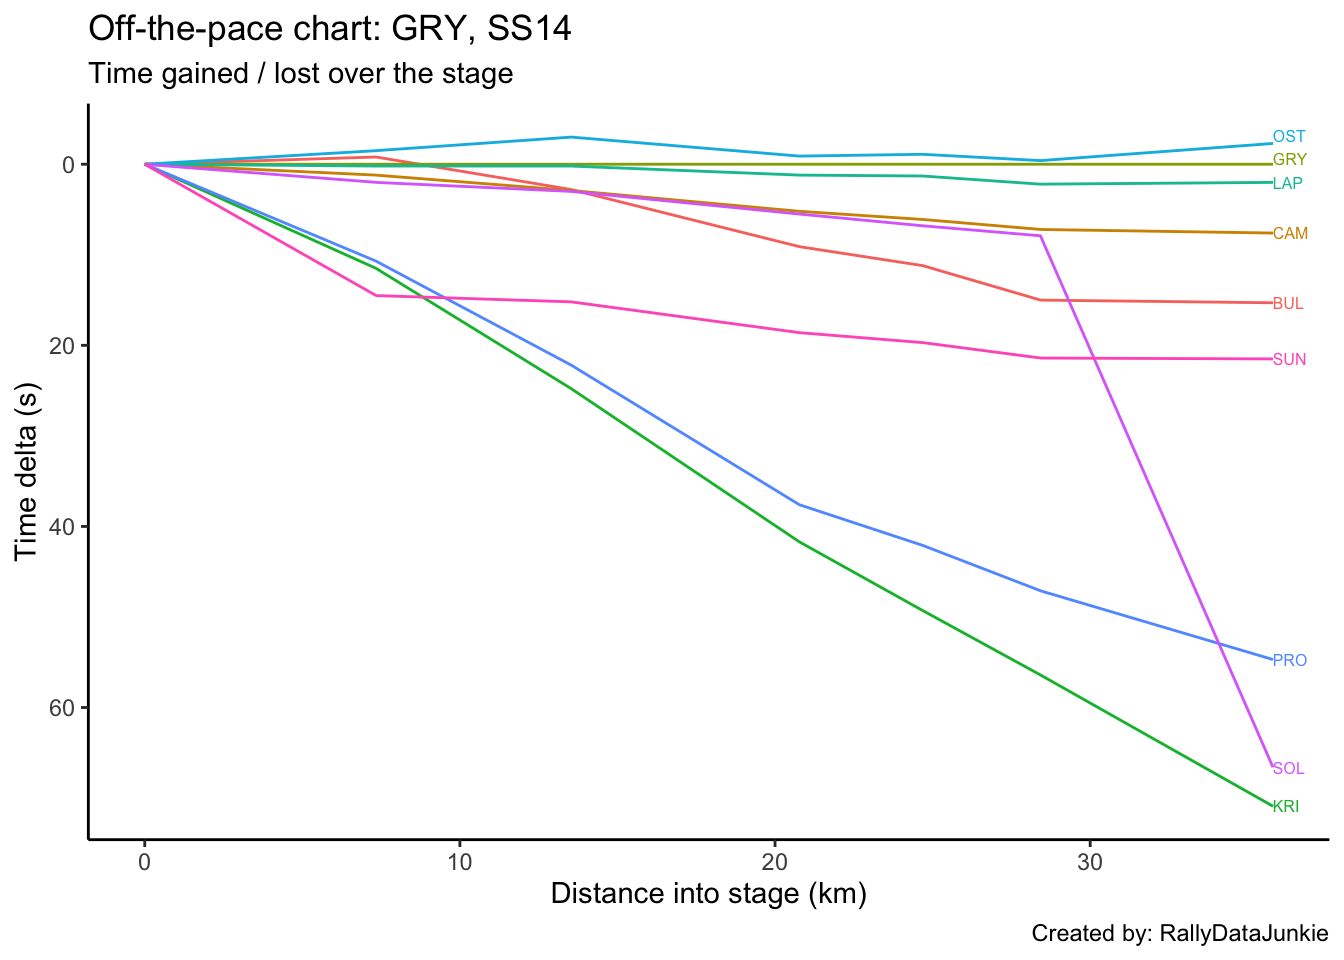 Off-the-pace chart: GRY, SS14
Time gained / lost over the stage
OST
0
GRY
LAP
CAM
BUL
20
SUN
Time delta (s)
40
PRO
60
SOL
KRI
0 10 20 30
Distance into stage (km)
Created by: RallyDataJunkie